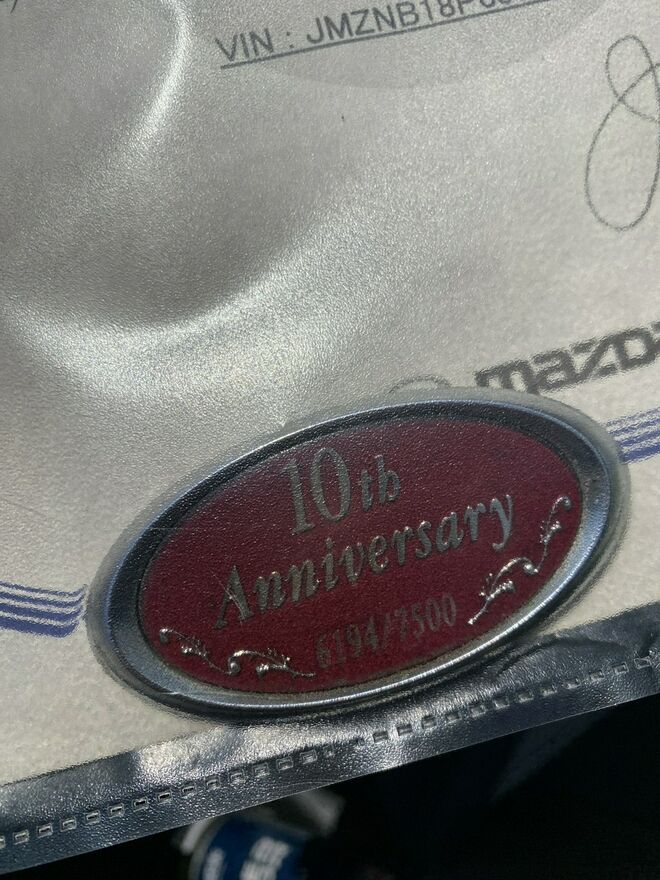 VIN : JMZNB18P
mazda
10th
Anniversary
6194/7500